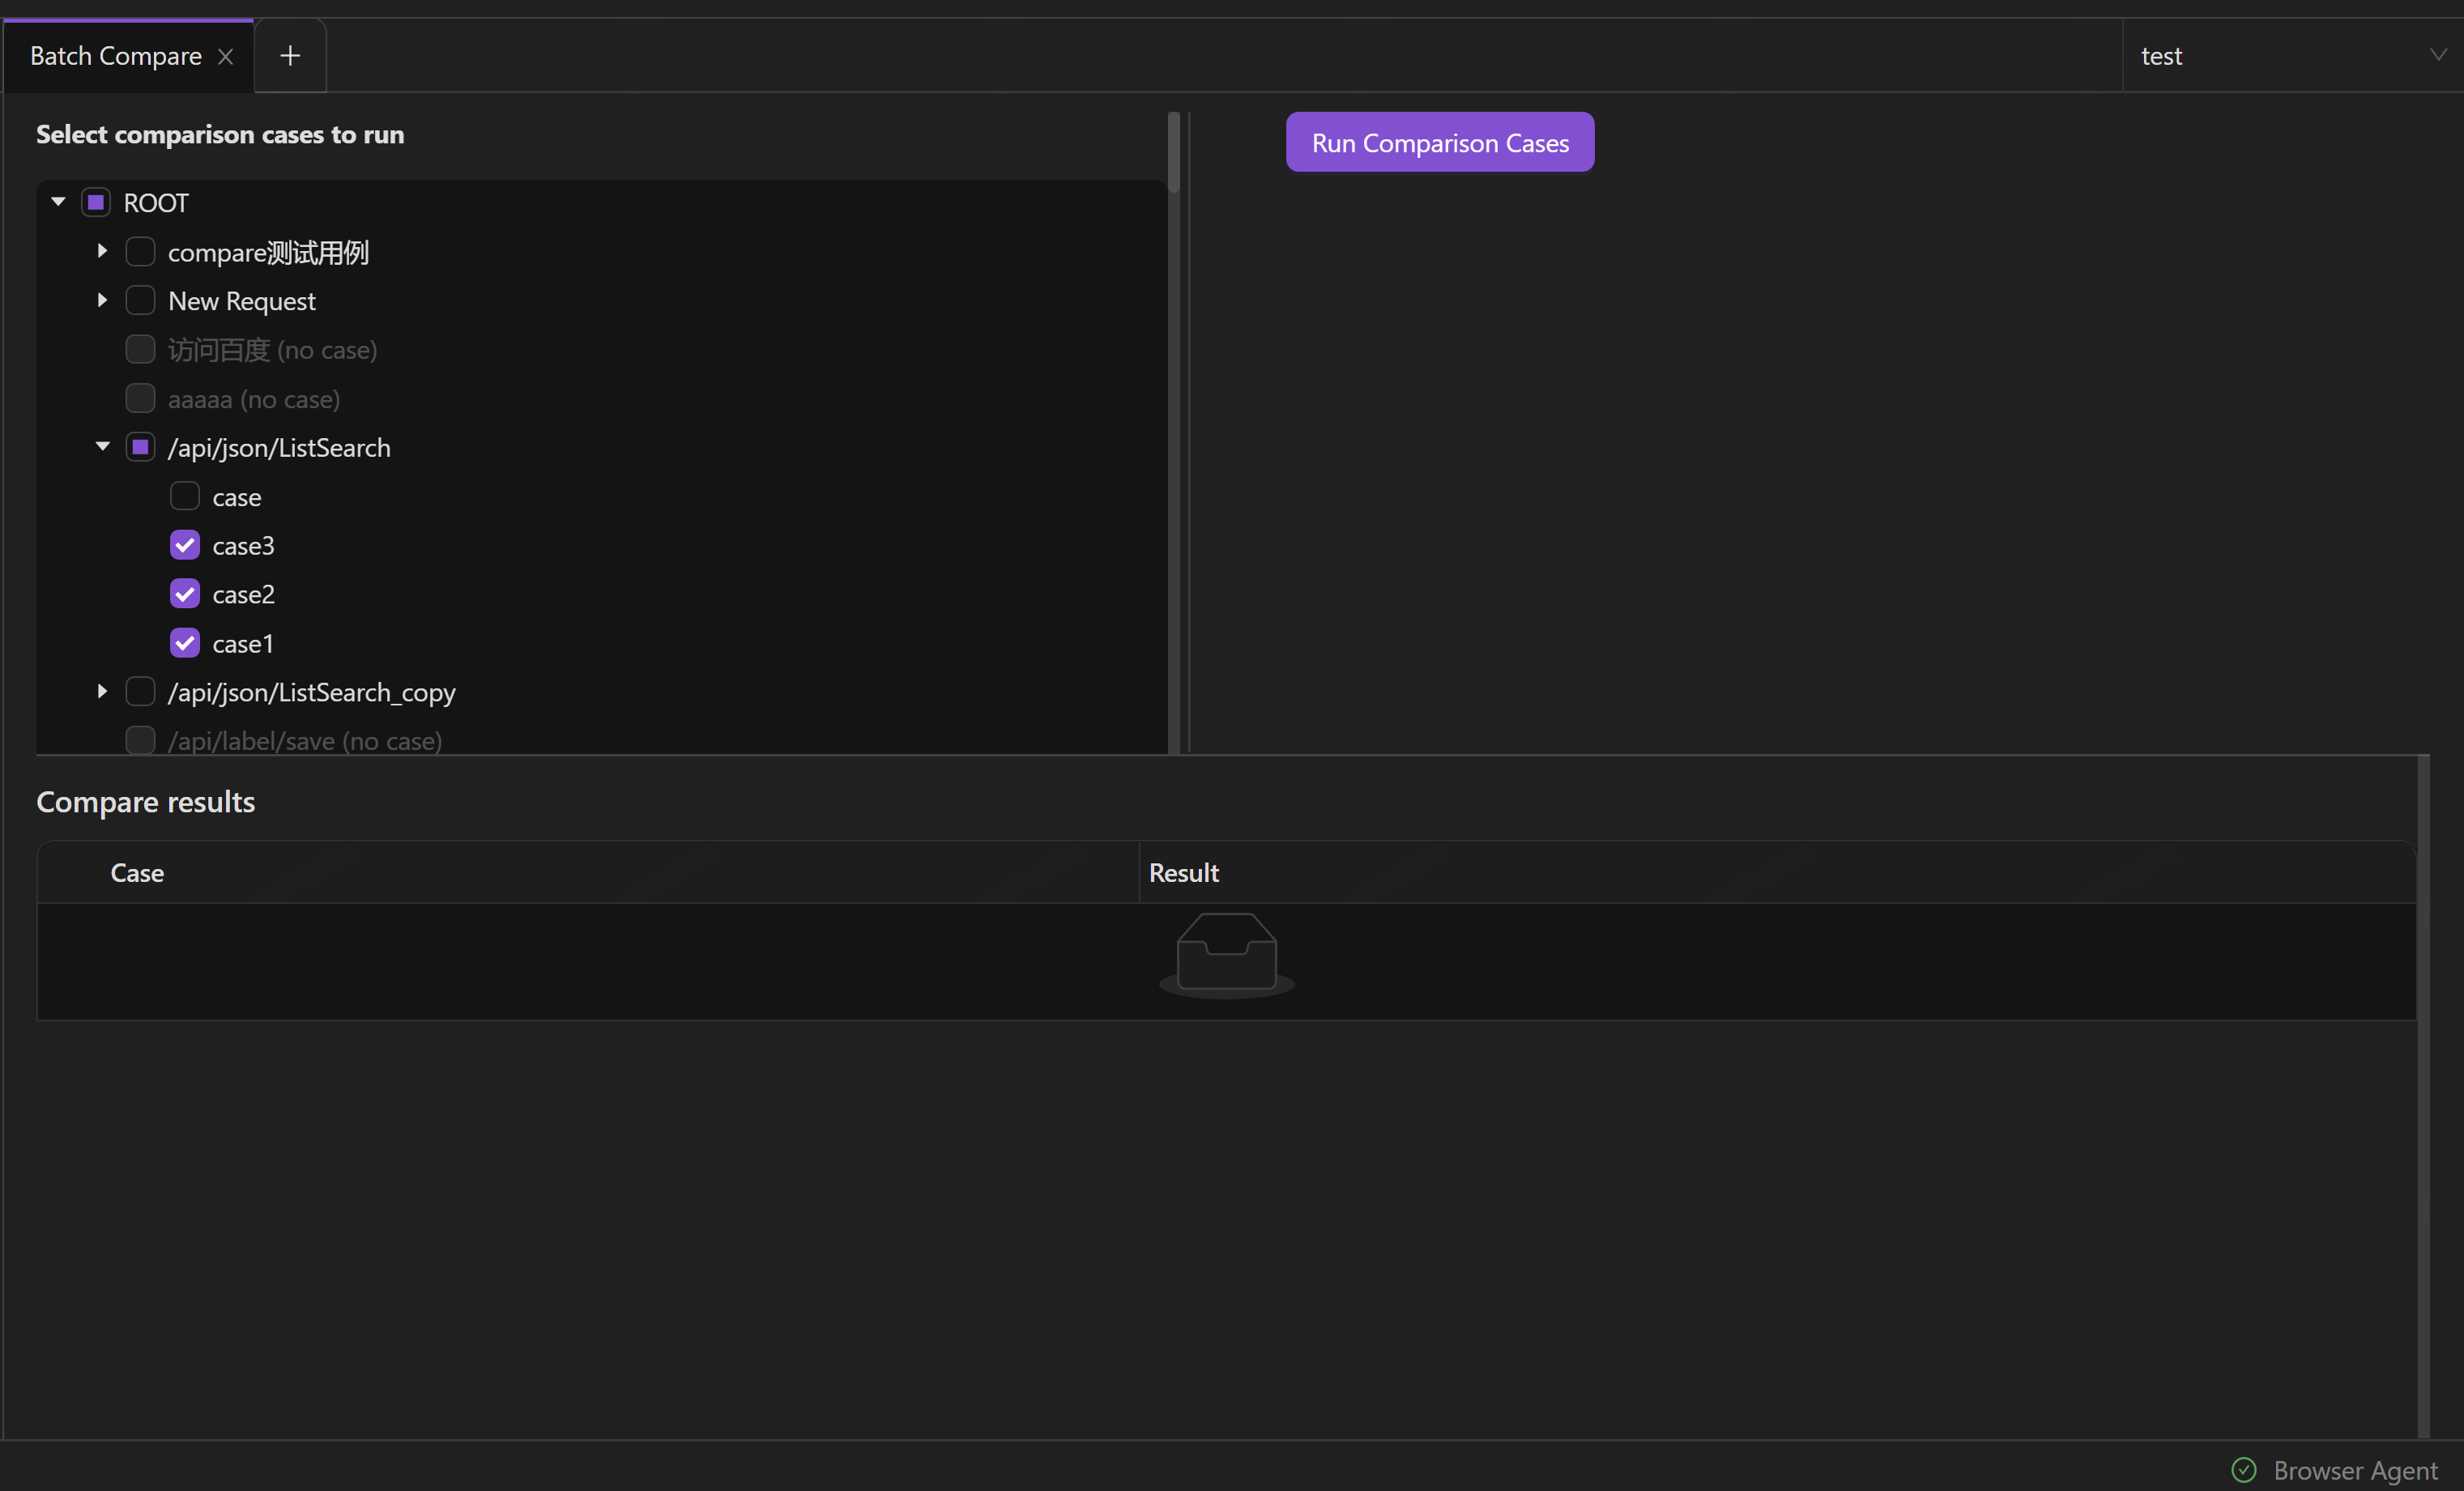 Batch Compare
test
Select comparison cases to run
Run Comparison Cases
ROOT
compare测试用例
New Request
访问百度 (no case)
aaaaa (no case)
/api/json/ListSearch
case
case3
case2
case1
/api/json/ListSearch_copy
/api/label/save (no case)
Compare results
Case Result
Browser Agent